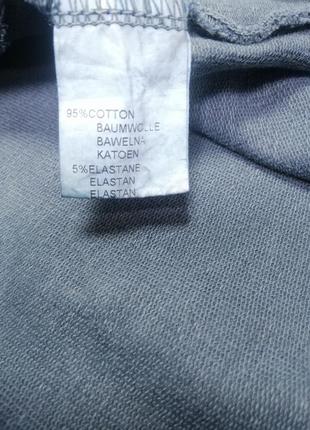 95%COTTON
BAUMWOLLE
BAWELNA
KATOEN
5%ELASTANE
ELASTAN
ELASTAN